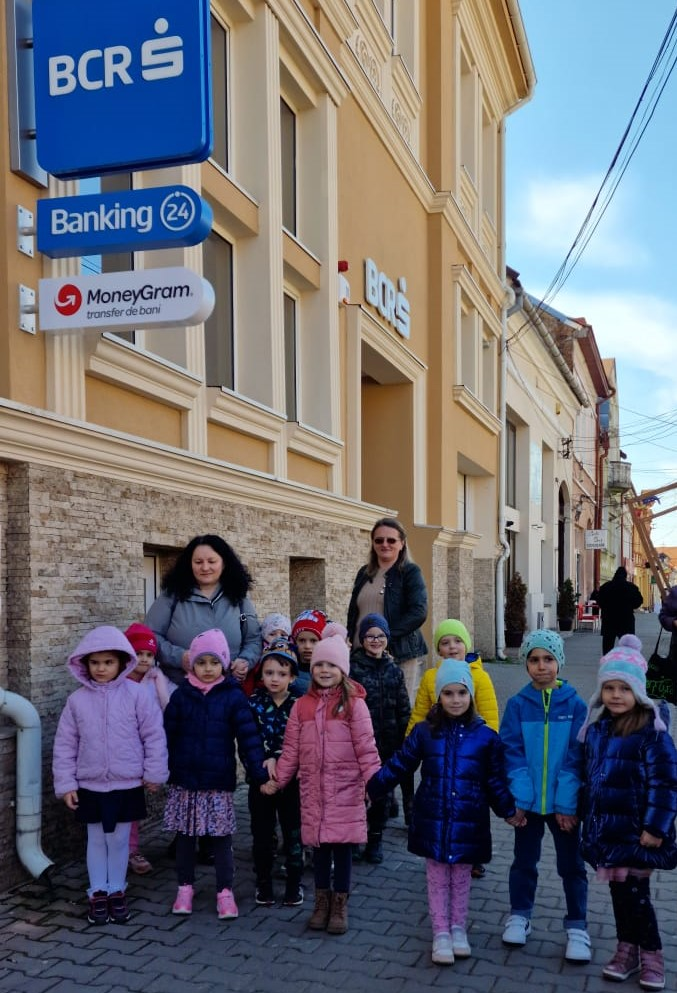 BCR
Banking 24
MoneyGram
transfer de bani
BCR